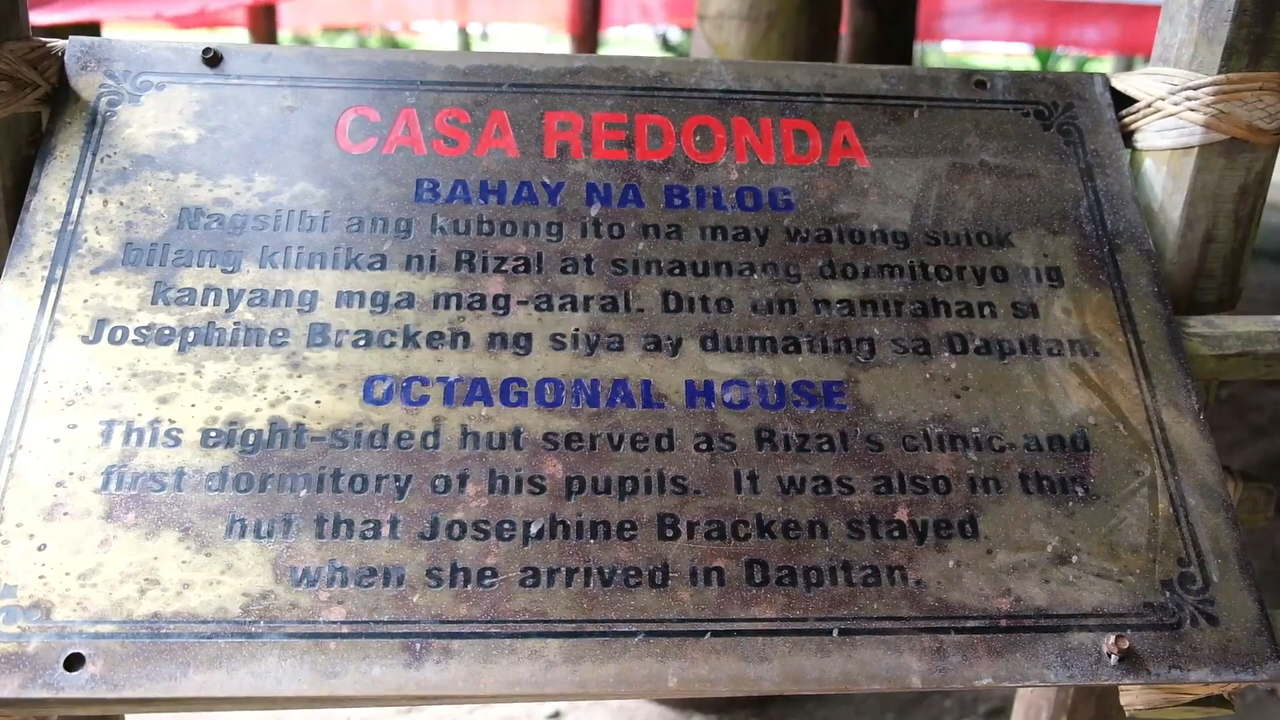 CASA REDONDA
BAHAY NA BILOG
Nagsilbi ang kubong ito na may walong sulok
bilang klinika ni Rizal at sinaunang dormitoryo ng
kanyang mga mag-aaral. Dito din nanirahan si
Josephine Bracken ng siya ay dumating sa Dapitan.
OCTAGONAL HOUSE
This eight-sided hut served as Rizal's clinic and
first dormitory of his pupils. It was also in this
hut that Josephine Bracken stayed
when she arrived in Dapitan.